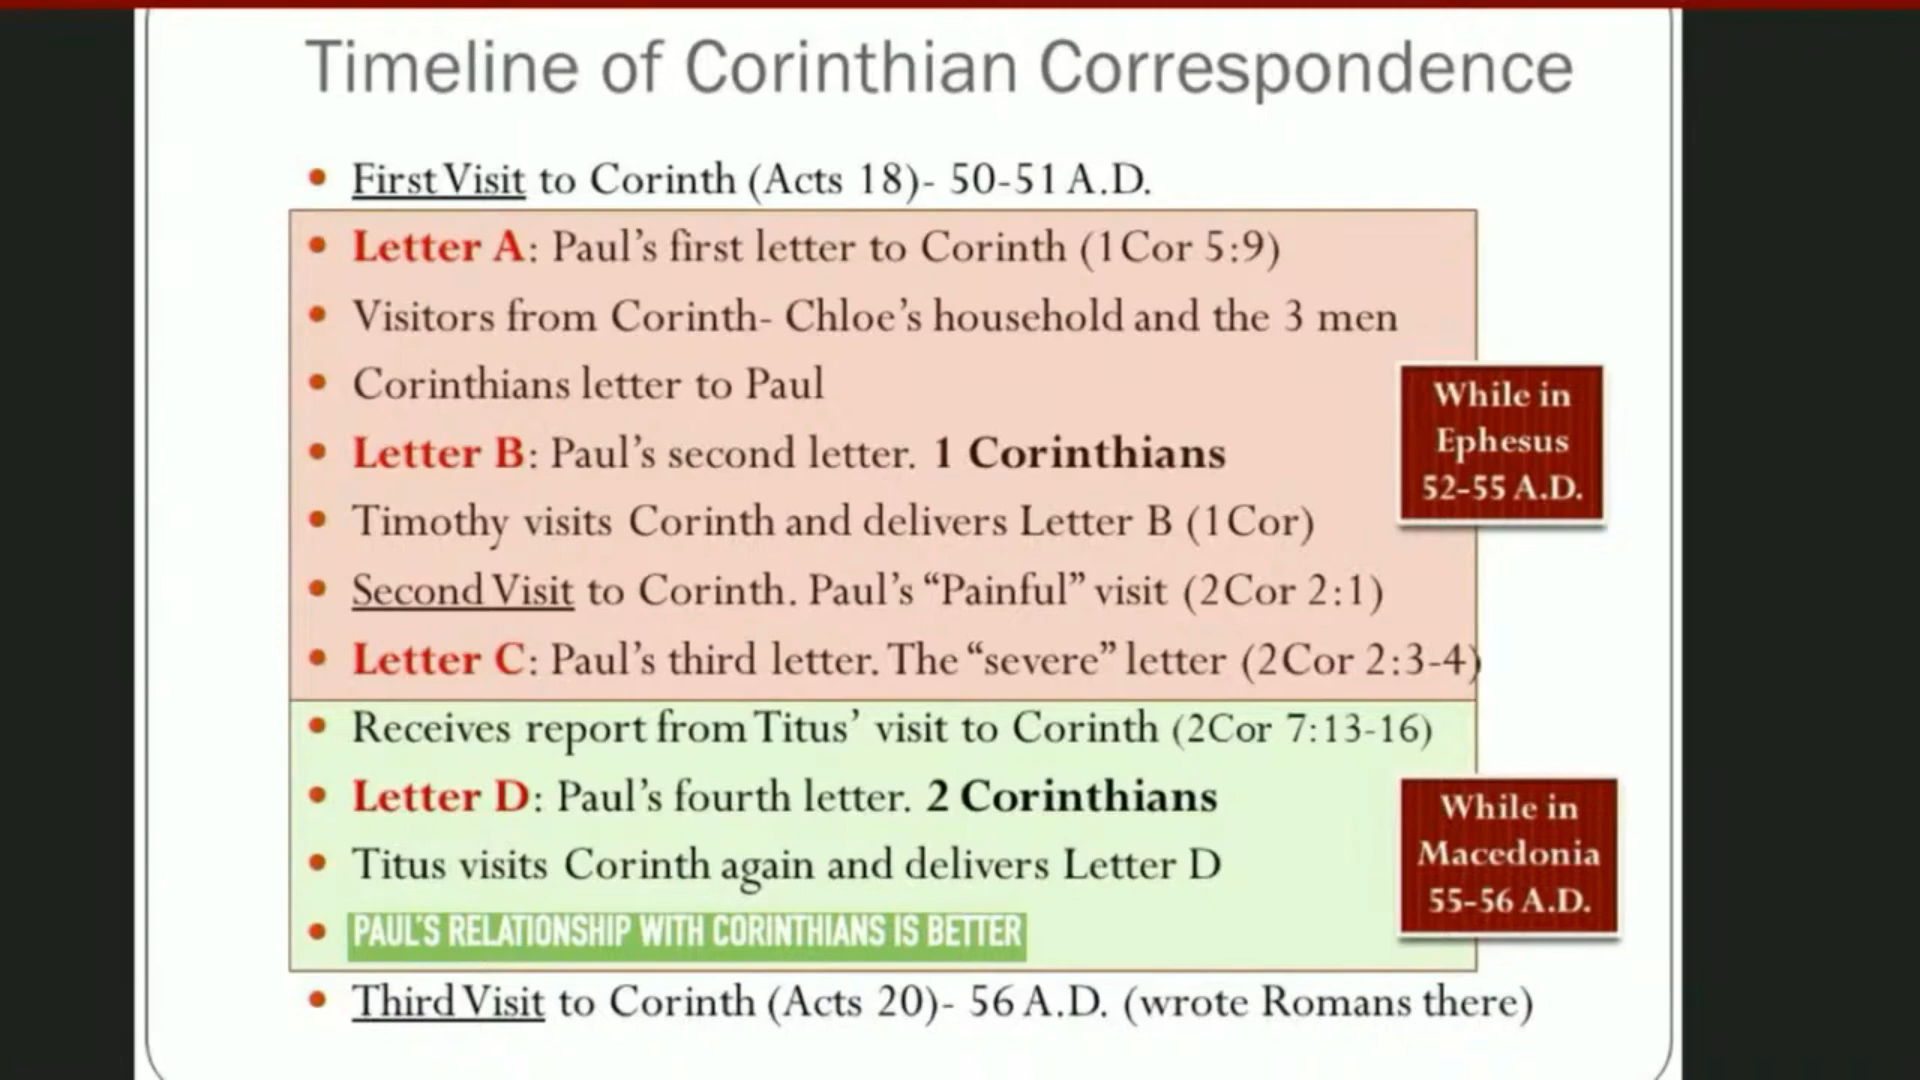 Timeline of Corinthian Correspondence
• First Visit to Corinth (Acts 18)- 50-51 A.D.
• Letter A: Paul’s first letter to Corinth (1Cor 5:9)
• Visitors from Corinth- Chloe’s household and the 3 men
• Corinthians letter to Paul
• Letter B: Paul’s second letter. 1 Corinthians
• Timothy visits Corinth and delivers Letter B (1Cor)
• Second Visit to Corinth. Paul’s “Painful” visit (2Cor 2:1)
• Letter C: Paul’s third letter. The “severe” letter (2Cor 2:3-4)
While in
Ephesus
52-55 A.D.
• Receives report from Titus’ visit to Corinth (2Cor 7:13-16)
• Letter D: Paul’s fourth letter. 2 Corinthians
• Titus visits Corinth again and delivers Letter D
• PAUL’S RELATIONSHIP WITH CORINTHIANS IS BETTER
While in
Macedonia
55-56 A.D.
• Third Visit to Corinth (Acts 20)- 56 A.D. (wrote Romans there)